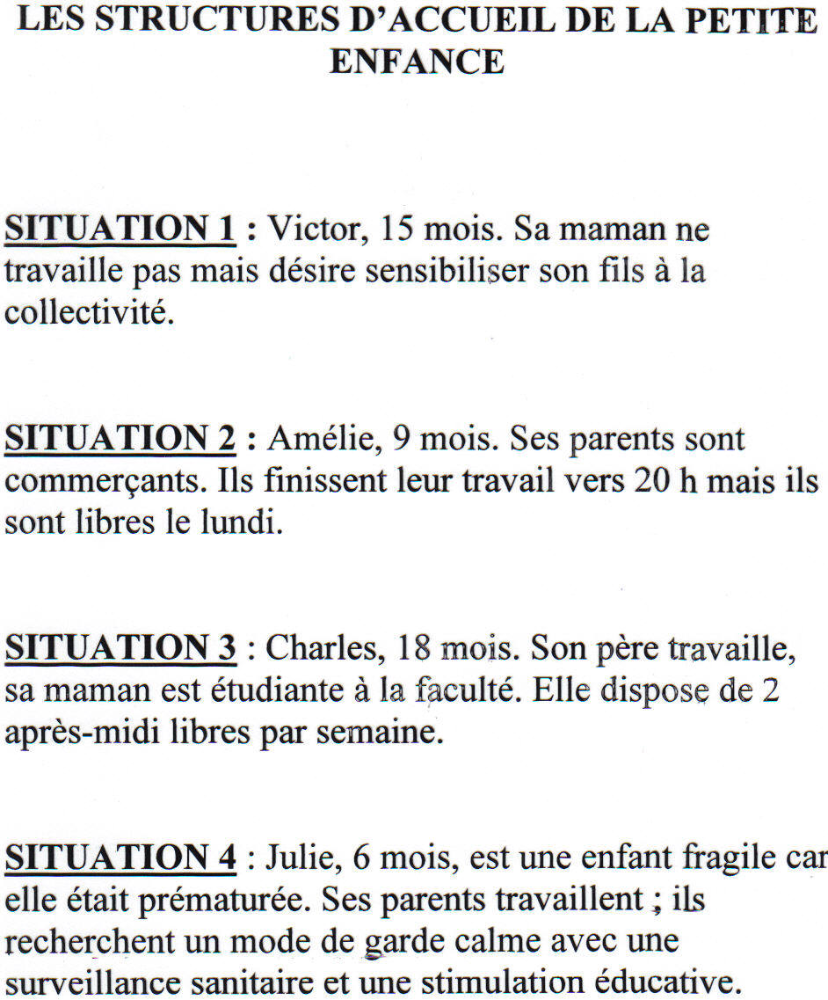 LES STRUCTURES D’ACCUEIL DE LA PETITE
ENFANCE
SITUATION 1 : Victor, 15 mois. Sa maman ne
travaille pas mais désire sensibiliser son fils à la
collectivité.
SITUATION 2 : Amélie, 9 mois. Ses parents sont
commerçants. Ils finissent leur travail vers 20 h mais ils
sont libres le lundi.
SITUATION 3 : Charles, 18 mois. Son père travaille,
sa maman est étudiante à la faculté. Elle dispose de 2
après-midi libres par semaine.
SITUATION 4 : Julie, 6 mois, est une enfant fragile car
elle était prématurée. Ses parents travaillent ; ils
recherchent un mode de garde calme avec une
surveillance sanitaire et une stimulation éducative.